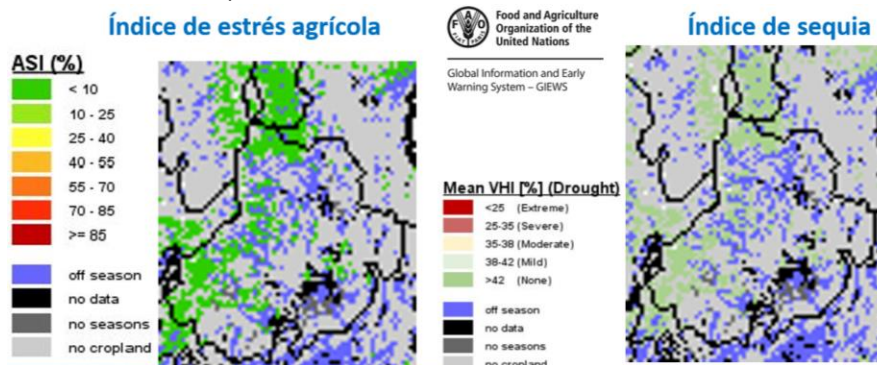 Índice de estrés agrícola
ASI (%)
< 10
10 - 25
25 - 40
40 - 55
55 - 70
70 - 85
>= 85
off season
no data
no seasons
no cropland
FAO
Food and Agriculture
Organization of the
United Nations
Global Information and Early
Warning System – GIEWS
Índice de sequia
Mean VHI [%] (Drought)
<25 (Extreme)
25-35 (Severe)
35-38 (Moderate)
38-42 (Mild)
>42 (None)
off season
no data
no seasons
no cropland